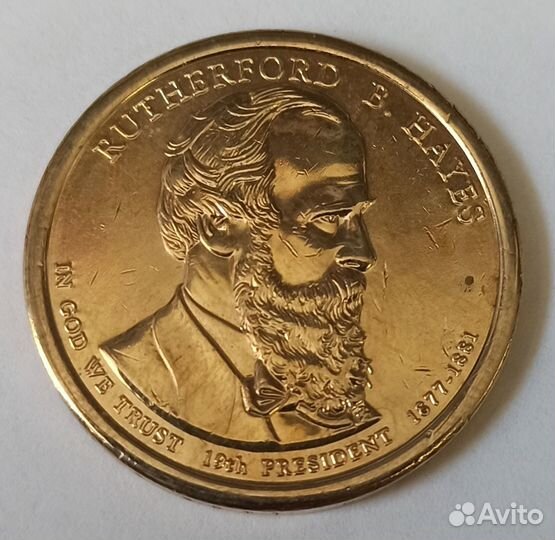 RUTHERFORD B. HAYES
IN GOD WE TRUST 19th PRESIDENT 1877-1881
Avito